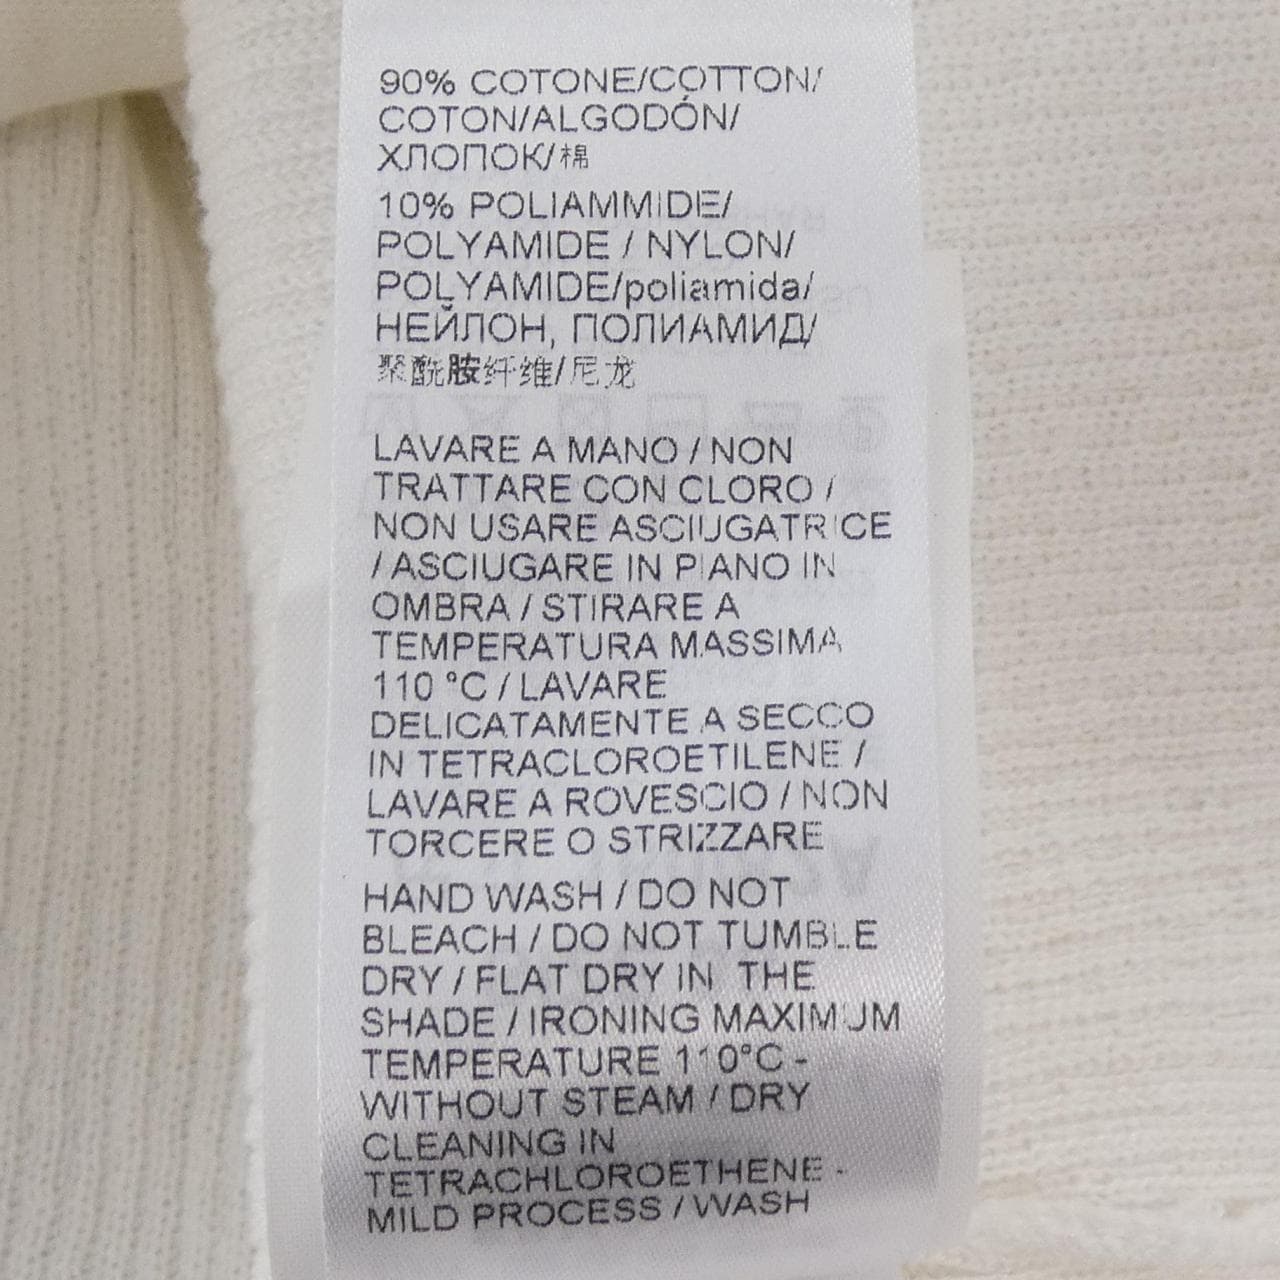 90% COTONE/COTTON/
COTON/ALGODÓN/
ХЛОПОК/棉
10% POLIAMMIDE/
POLYAMIDE / NYLON/
POLYAMIDE/poliamida/
НЕЙЛОН, ПОЛИАМИД/
聚酰胺纤维/尼龙
LAVARE A MANO / NON
TRATTARE CON CLORO /
NON USARE ASCIUGATRICE
/ ASCIUGARE IN PIANO IN
OMBRA / STIRARE A
TEMPERATURA MASSIMA
110 °C / LAVARE
DELICATAMENTE A SECCO
IN TETRACLOROETILENE /
LAVARE A ROVESCIO / NON
TORCERE O STRIZZARE
HAND WASH / DO NOT
BLEACH / DO NOT TUMBLE
DRY / FLAT DRY IN THE
SHADE / IRONING MAXIMUM
TEMPERATURE 110°C -
WITHOUT STEAM / DRY
CLEANING IN
TETRACHLOROETHENE -
MILD PROCESS / WASH